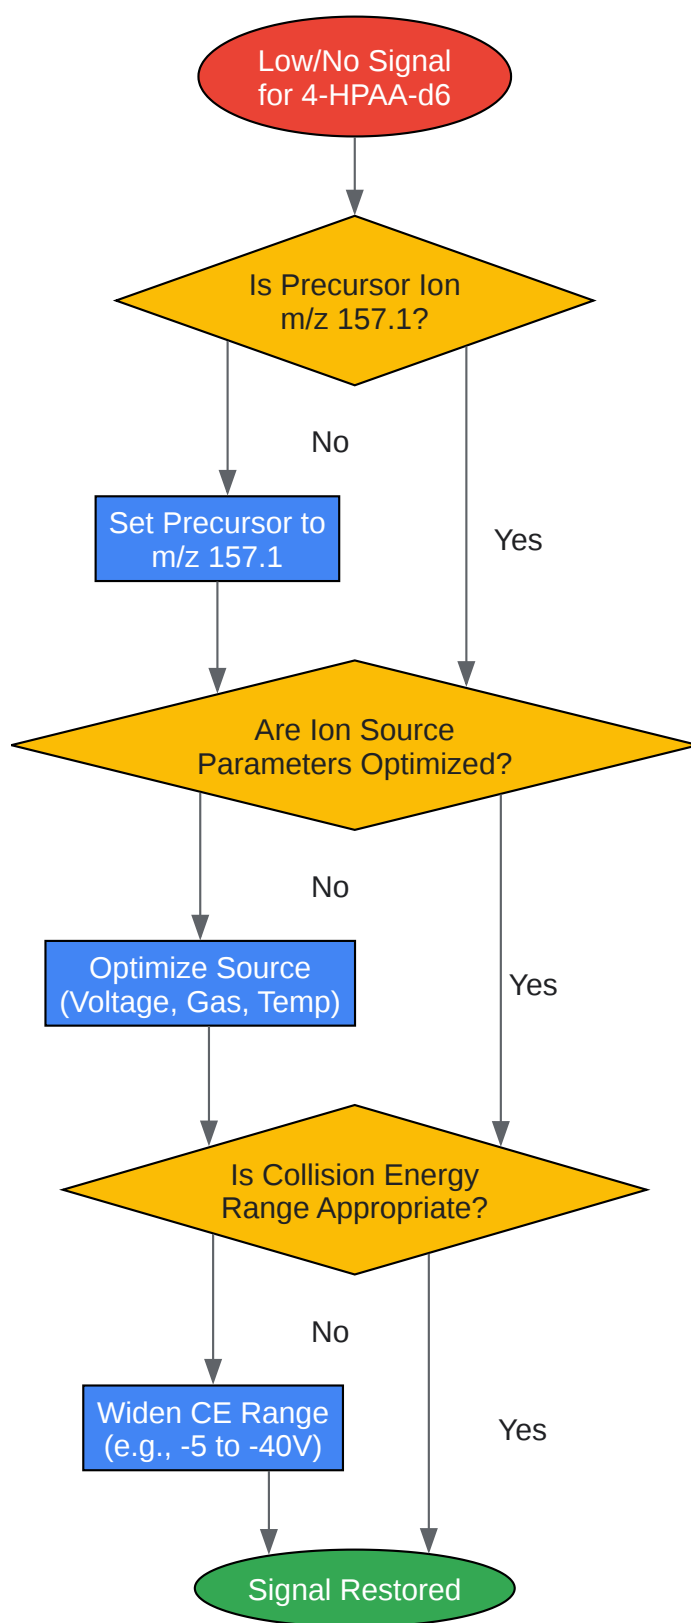 Low/No Signal
for 4-HPAA-d6
Is Precursor Ion
m/z 157.1?
No
Set Precursor to
m/z 157.1
Yes
Are Ion Source
Parameters Optimized?
No
Optimize Source
(Voltage, Gas, Temp)
Yes
Is Collision Energy
Range Appropriate?
No
Widen CE Range
(e.g., -5 to -40V)
Yes
Signal Restored